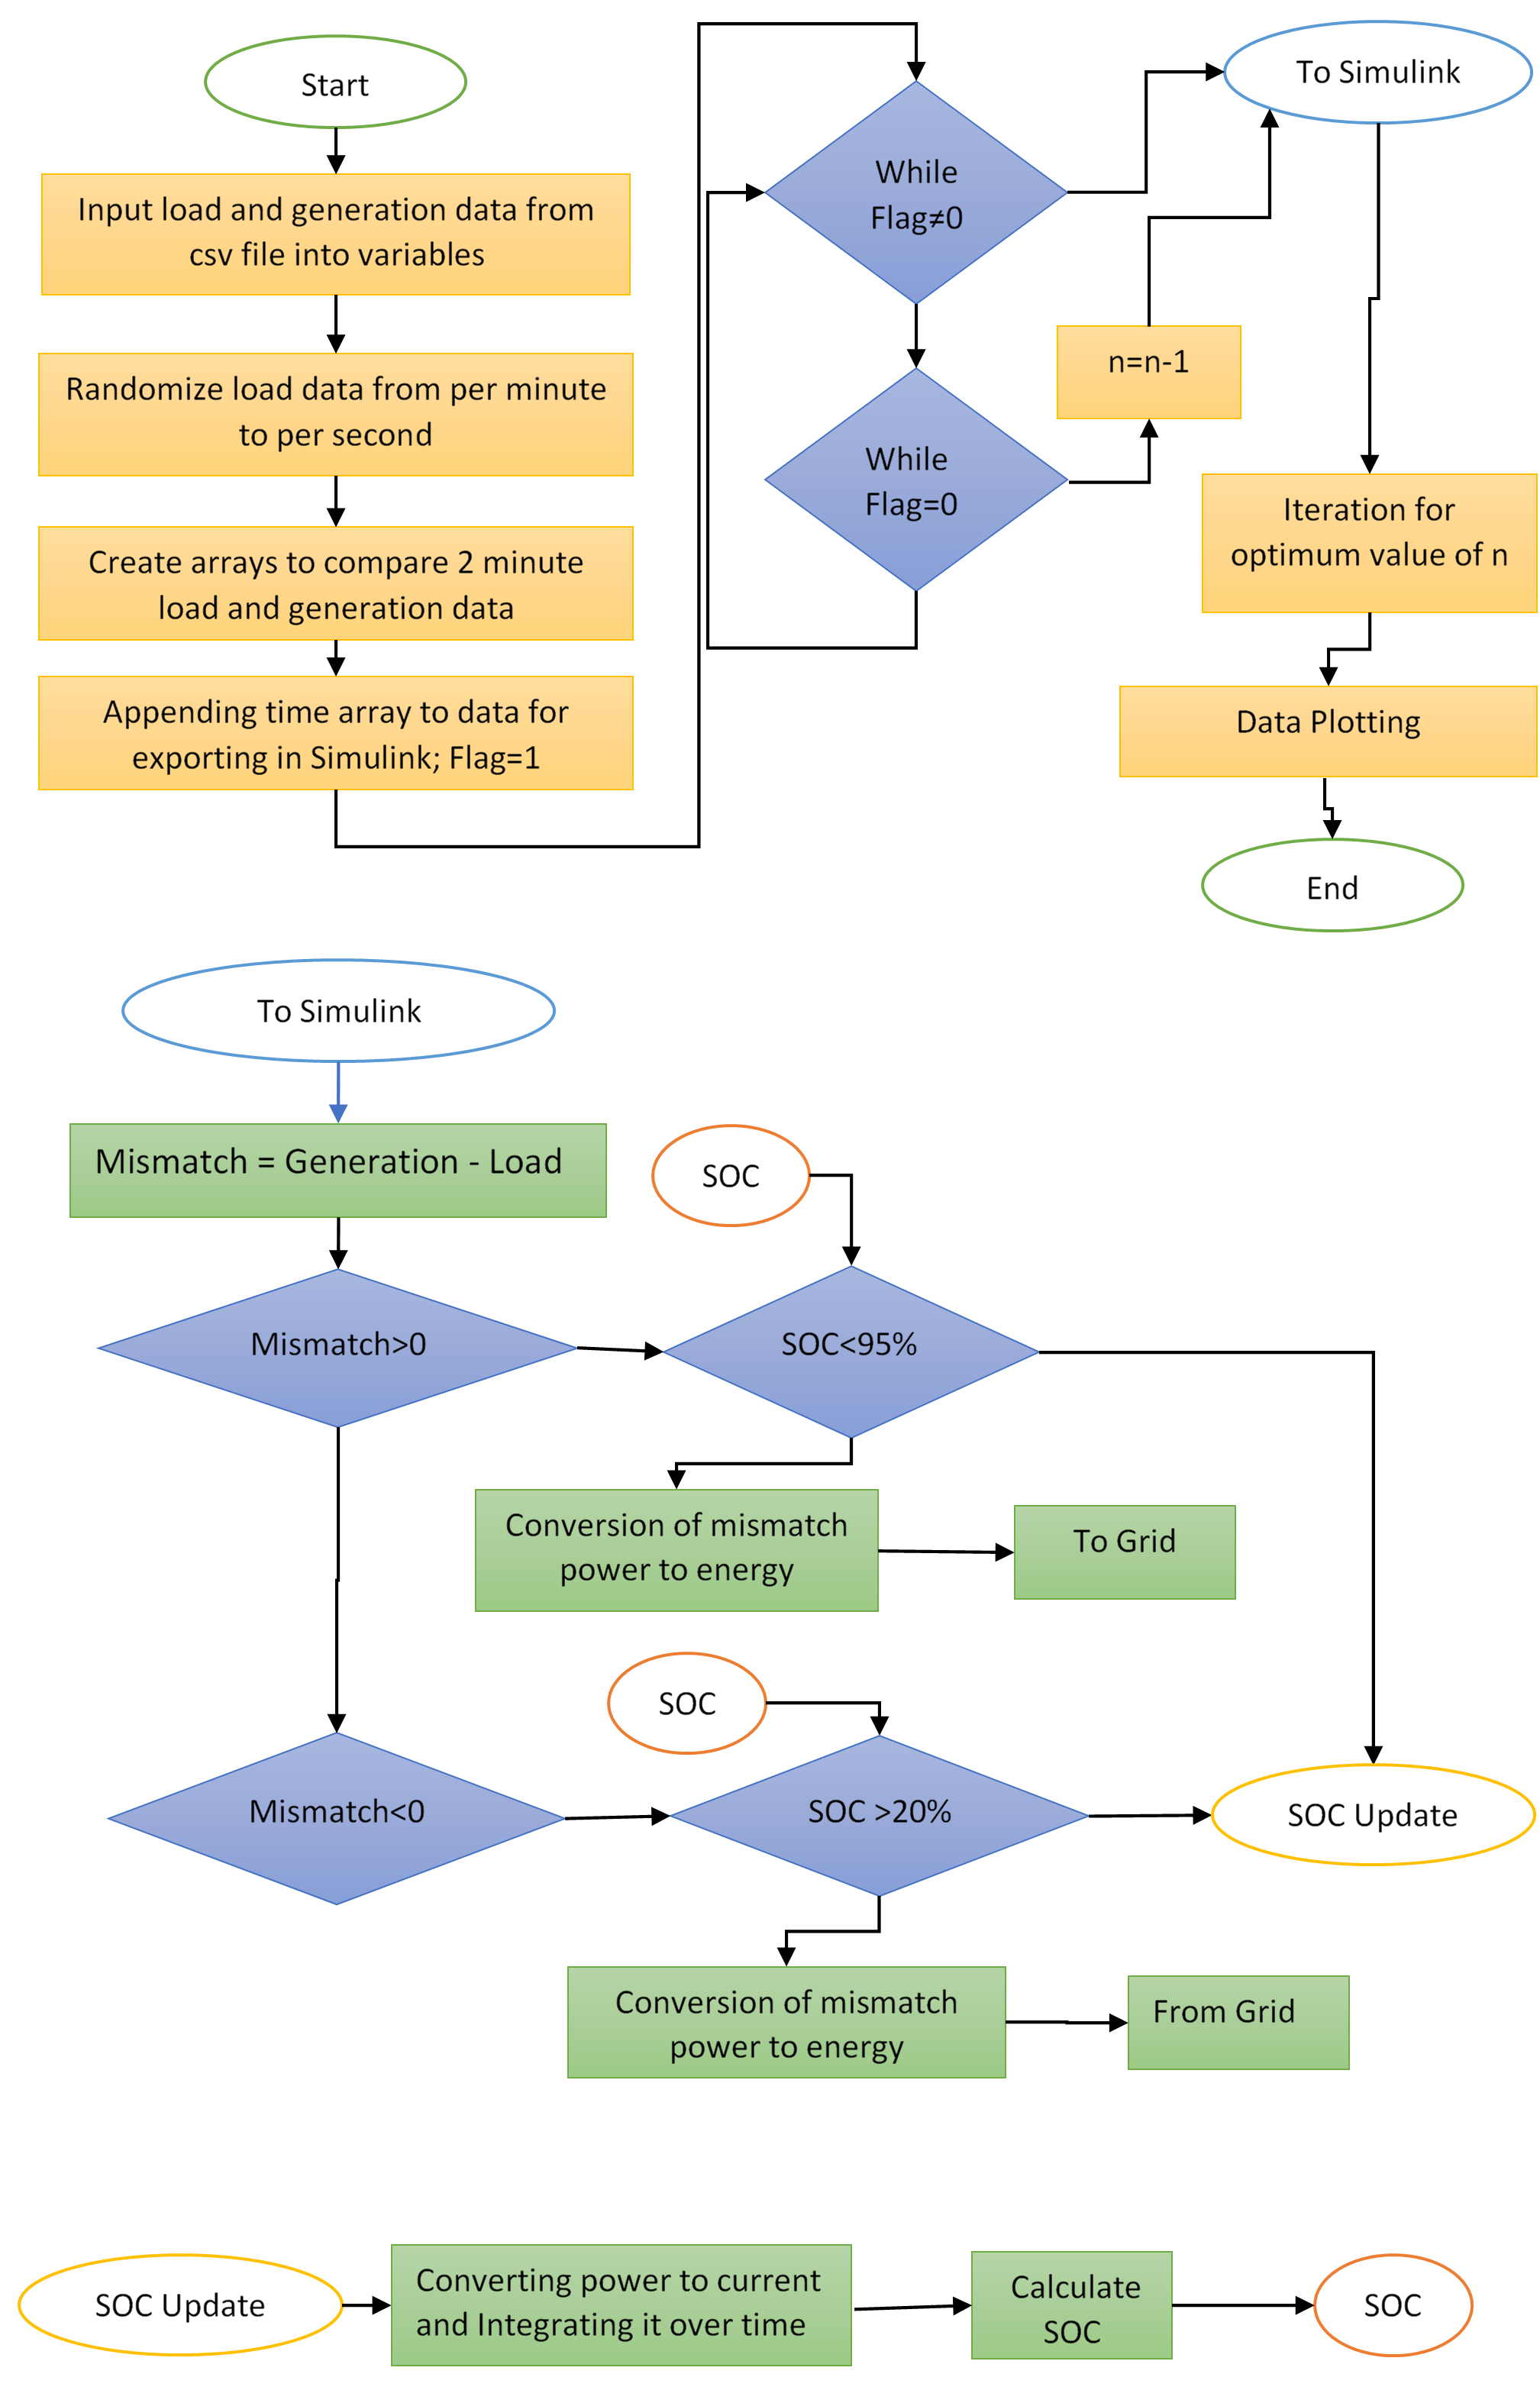 Start
Input load and generation data from
csv file into variables
Randomize load data from per minute
to per second
Create arrays to compare 2 minute
load and generation data
Appending time array to data for
exporting in Simulink; Flag=1
While
Flag≠0
While
Flag=0
n=n-1
To Simulink
Iteration for
optimum value of n
Data Plotting
End
To Simulink
Mismatch = Generation - Load
SOC
Mismatch>0
SOC<95%
Conversion of mismatch
power to energy
To Grid
SOC
Mismatch<0
SOC >20%
SOC Update
Conversion of mismatch
power to energy
From Grid
SOC Update
Converting power to current
and Integrating it over time
Calculate
SOC
SOC